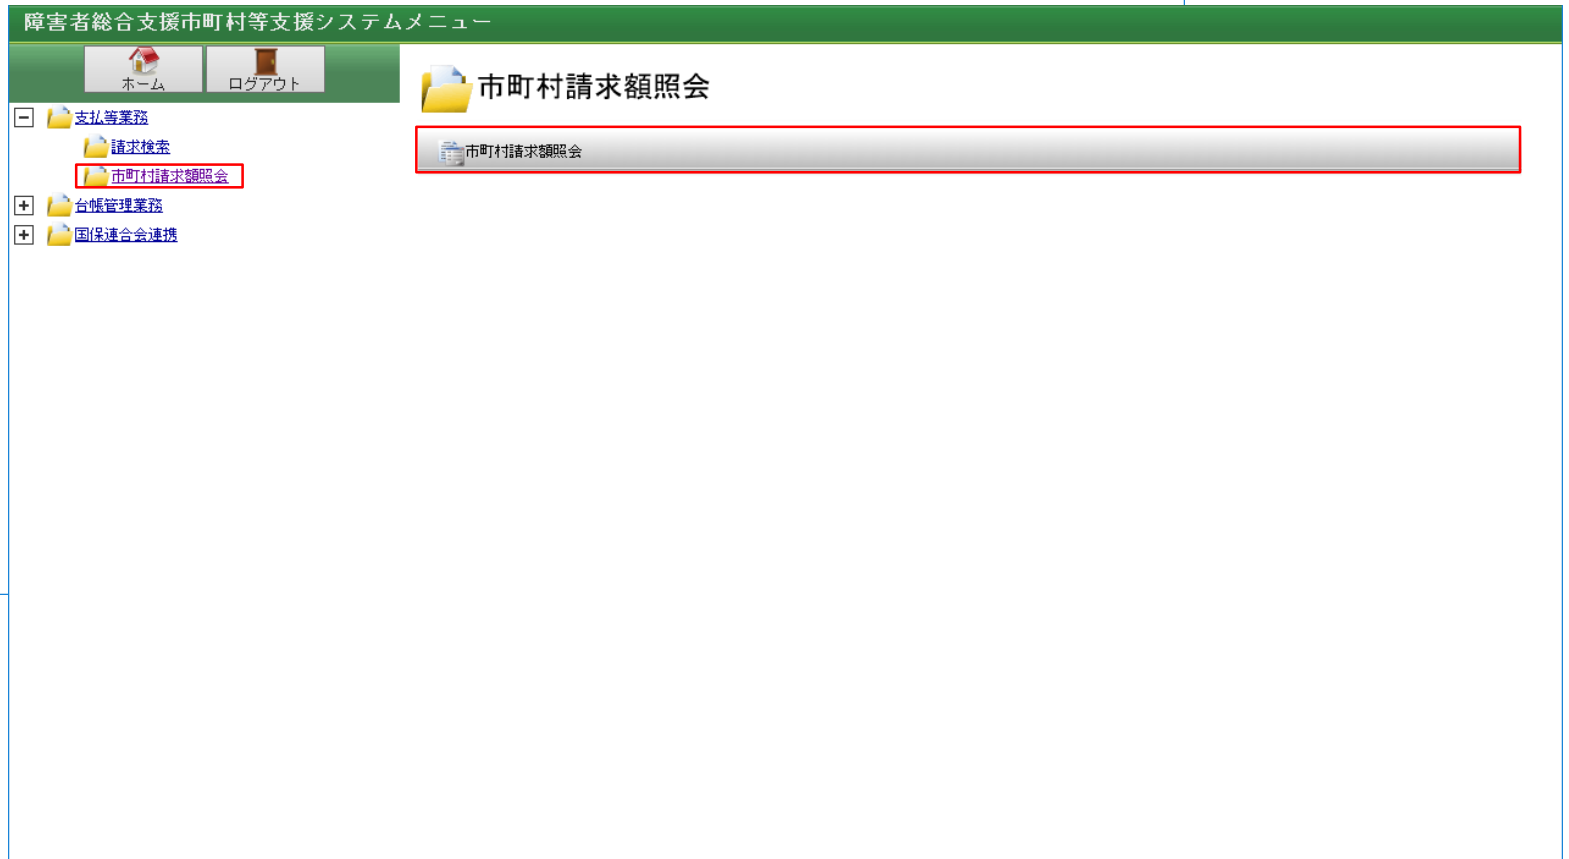 障害者総合支援市町村等支援システムメニュー
ホーム
ログアウト
支払等業務
請求検索
市町村請求額照会
台帳管理業務
国保連合会連携
市町村請求額照会
市町村請求額照会